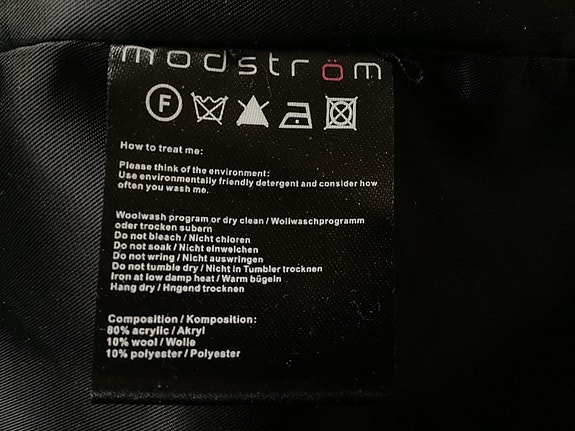 modström
F
How to treat me:
Please think of the environment:
Use environmentally friendly detergent and consider how
often you wash me.
Woolwash program or dry clean / Wollwaschprogramm
oder trocken subern
Do not bleach / Nicht chloren
Do not soak / Nicht einweichen
Do not wring / Nicht auswringen
Do not tumble dry / Nicht in Tumbler trocknen
Iron at low damp heat / Warm bügeln
Hang dry / Hngend trocknen
Composition / Komposition:
80% acrylic / Akryl
10% wool / Wolle
10% polyester / Polyester